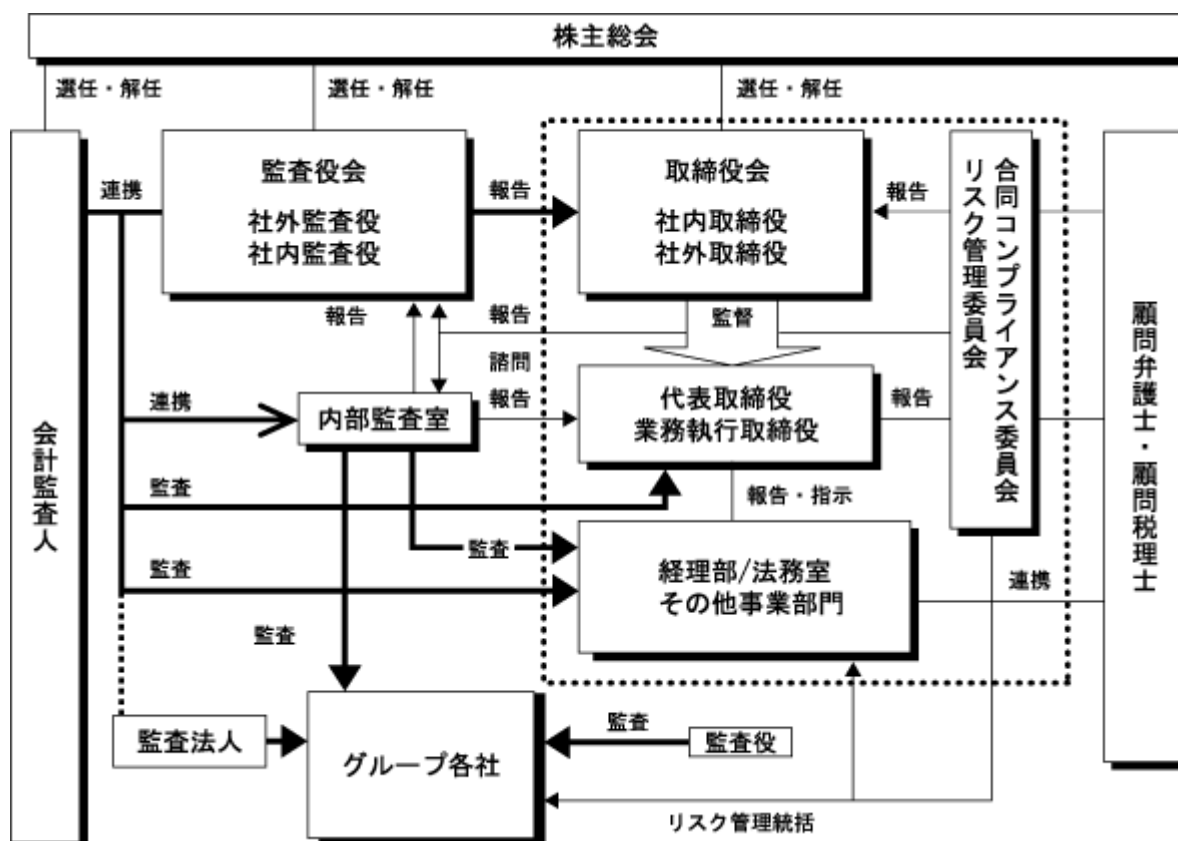 株主総会
選任・解任
選任・解任
選任・解任
監査役会
社外監査役
社内監査役
取締役会
社内取締役
社外取締役
合同コンプライアンス委員会
リスク管理委員会
連携
報告
報告
報告
報告
監督
諮問
顧問弁護士・顧問税理士
会計監査人
連携
内部監査室
報告
代表取締役
業務執行取締役
報告
監査
報告・指示
監査
監査
経理部/法務室
その他事業部門
連携
監査
監査法人
グループ各社
監査
監査役
リスク管理統括